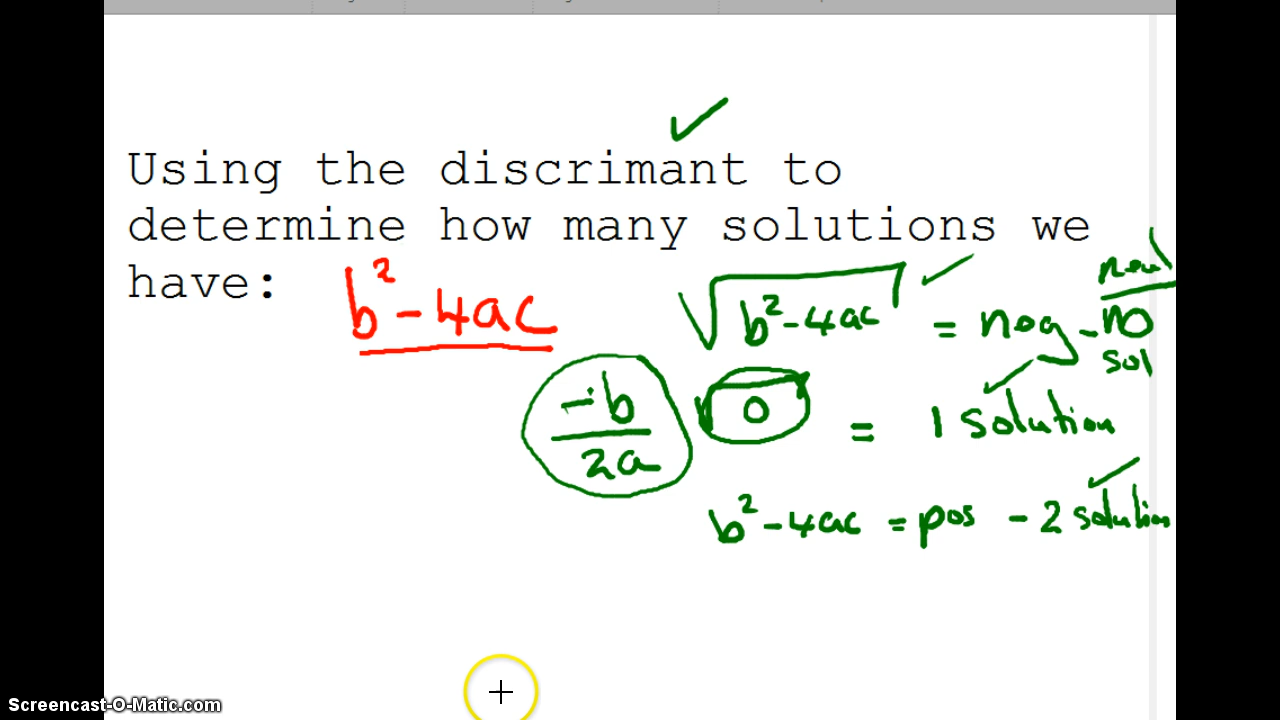 Using the discrimant to
determine how many solutions we
have:
b² - 4ac
√b² - 4ac = neg - no
sol
-b
2a
√0 = 1 solution
b² - 4ac = pos - 2 solution
Screencast-O-Matic.com